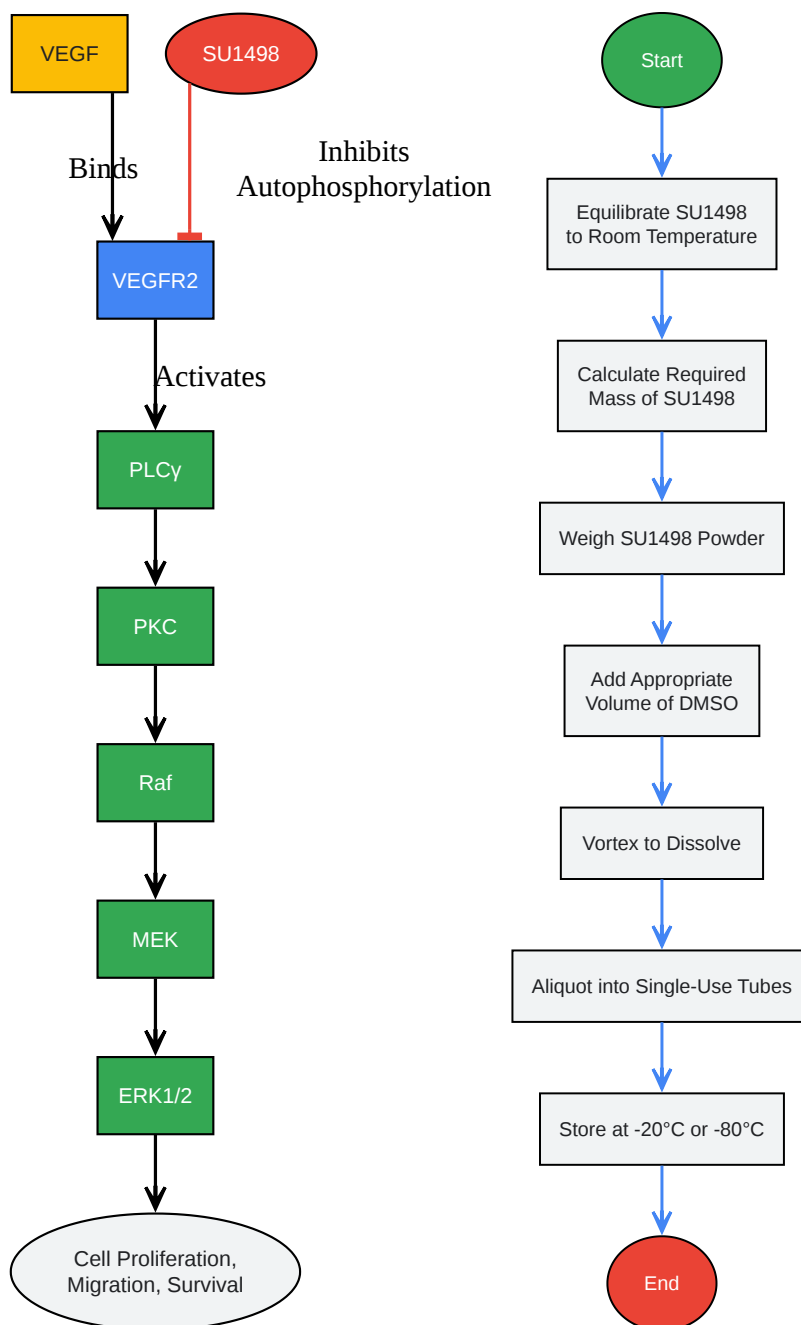 VEGF
SU1498
Binds
Inhibits
Autophosphorylation
VEGFR2
Activates
PLCγ
PKC
Raf
MEK
ERK1/2
Cell Proliferation,
Migration, Survival
Start
Equilibrate SU1498
to Room Temperature
Calculate Required
Mass of SU1498
Weigh SU1498 Powder
Add Appropriate
Volume of DMSO
Vortex to Dissolve
Aliquot into Single-Use Tubes
Store at -20°C or -80°C
End